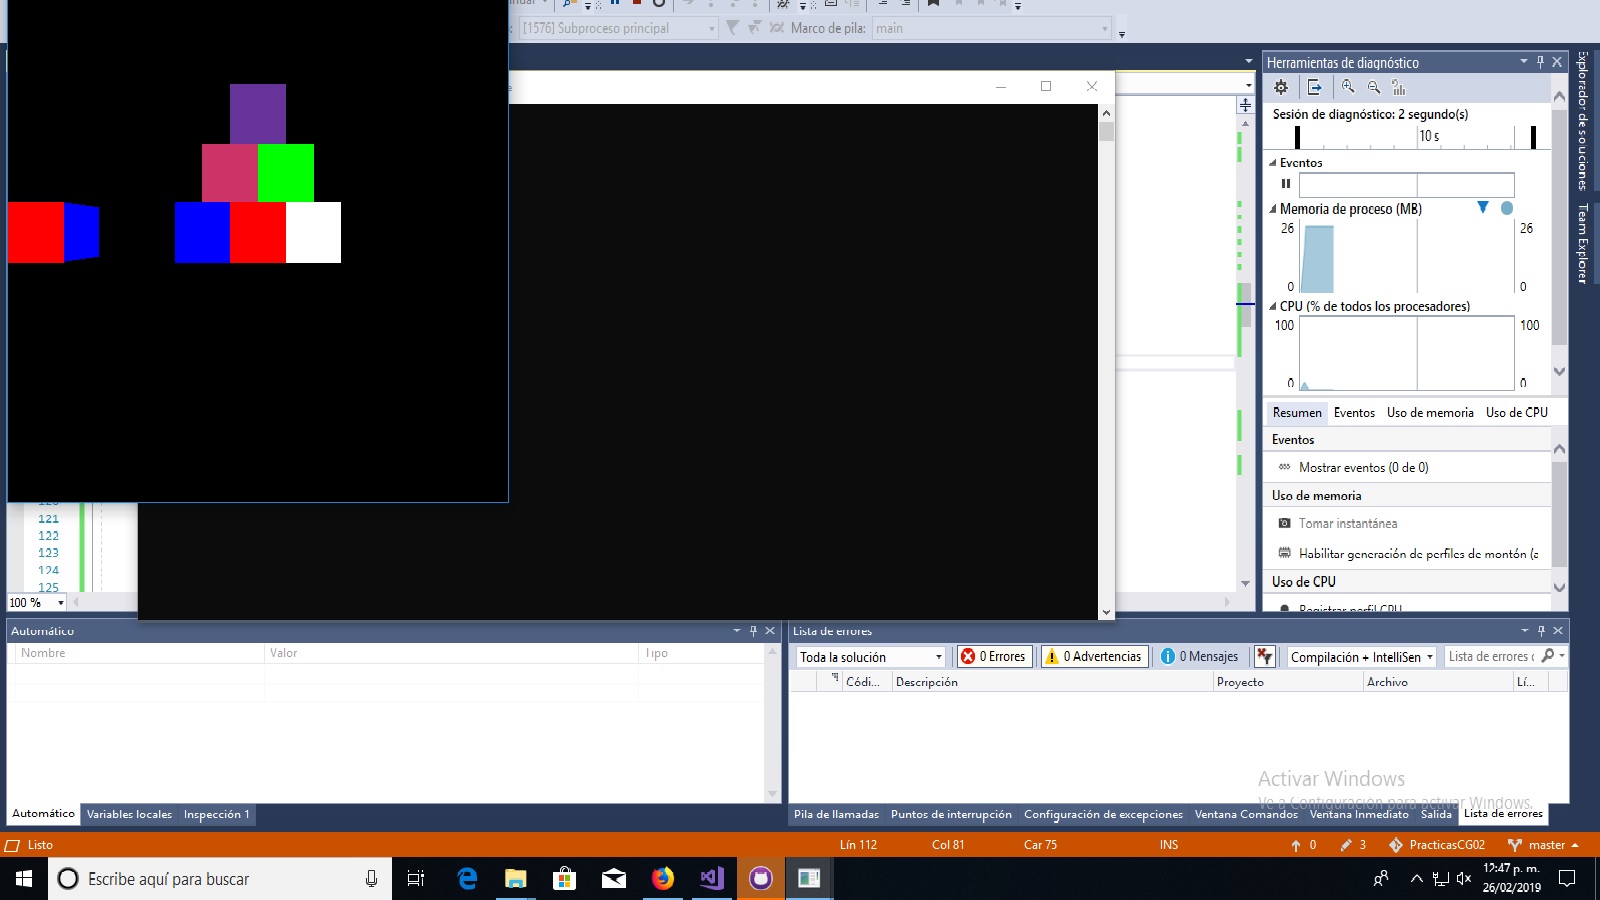 [1576] Subproceso principal
Marco de pila:
main
Herramientas de diagnóstico
Sesión de diagnóstico: 2 segundo(s)
10 s
Eventos
Memoria de proceso (MB)
26
26
0
0
CPU (% de todos los procesadores)
100
100
0
0
Resumen
Eventos
Uso de memoria
Uso de CPU
Eventos
Mostrar eventos (0 de 0)
Uso de memoria
Tomar instantánea
Habilitar generación de perfiles de montón (a
Uso de CPU
Registrar perfil CPU
Explorador de soluciones
Team Explorer
121
122
123
124
125
100 %
Automático
Nombre
Valor
Tipo
Automático
Variables locales
Inspección 1
Lista de errores
Toda la solución
0 Errores
0 Advertencias
0 Mensajes
Compilación + IntelliSen
Lista de errores
Códi...
Descripción
Proyecto
Archivo
Lí...
Activar Windows
Ve a Configuración para activar Windows.
Pila de llamadas
Puntos de interrupción
Configuración de excepciones
Ventana Comandos
Ventana Inmediato
Salida
Lista de errores
Listo
Lín 112
Col 81
Car 75
INS
0
3
PracticasCG02
master
Escribe aquí para buscar
12:47 p. m.
26/02/2019